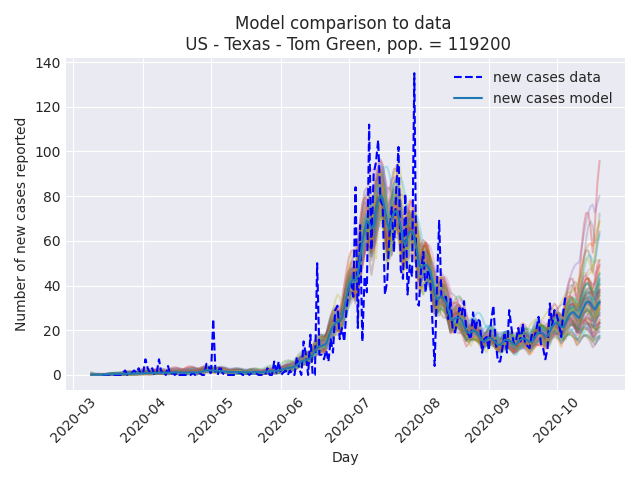 Model comparison to data
US - Texas - Tom Green, pop. = 119200
new cases data
new cases model
Number of new cases reported
140
120
100
80
60
40
20
0
2020-03
2020-04
2020-05
2020-06
2020-07
2020-08
2020-09
2020-10
Day